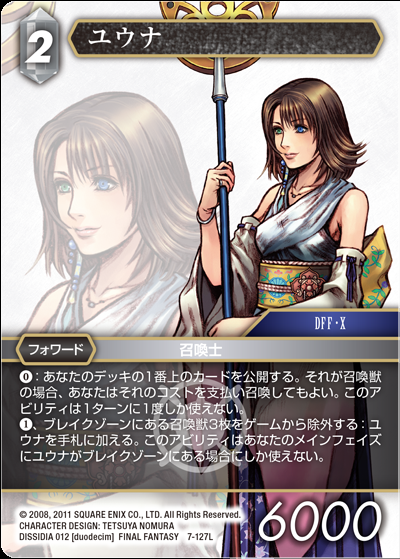 2
ユウナ
DFF・X
フォワード
召喚士
0：あなたのデッキの1番上のカードを公開する。それが召喚獣
の場合、あなたはそれのコストを支払い召喚してもよい。このア
ビリティは1ターンに1度しか使えない。
1、ブレイクゾーンにある召喚獣3枚をゲームから除外する：ユ
ウナを手札に加える。このアビリティはあなたのメインフェイズ
にユウナがブレイクゾーンにある場合にしか使えない。
© 2008, 2011 SQUARE ENIX CO., LTD. All Rights Reserved.
CHARACTER DESIGN: TETSUYA NOMURA
DISSIDIA 012 [duodecim] FINAL FANTASY 7-127L
6000